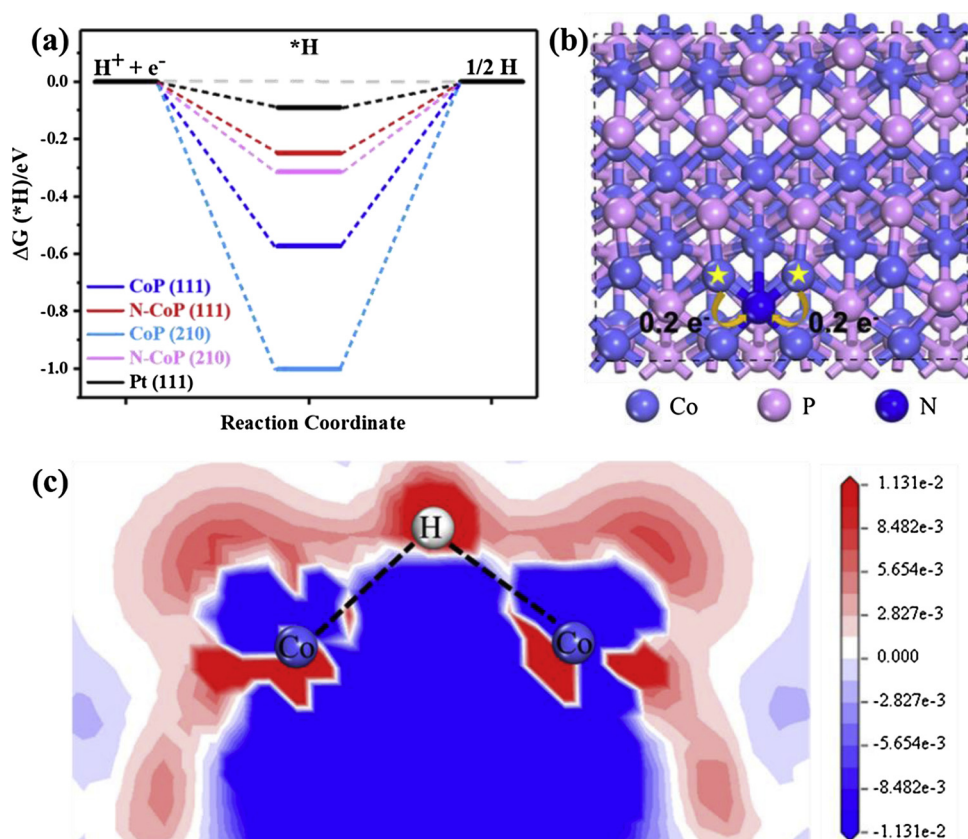 (a)
*H
H⁺ + e⁻
1/2 H
0.0
-0.2
-0.4
-0.6
-0.8
-1.0
ΔG (*H)/eV
CoP (111)
N-CoP (111)
CoP (210)
N-CoP (210)
Pt (111)
Reaction Coordinate
(b)
0.2 e⁻
0.2 e⁻
Co
P
N
(c)
H
Co
Co
1.131e-2
8.482e-3
5.654e-3
2.827e-3
0.000
-2.827e-3
-5.654e-3
-8.482e-3
-1.131e-2